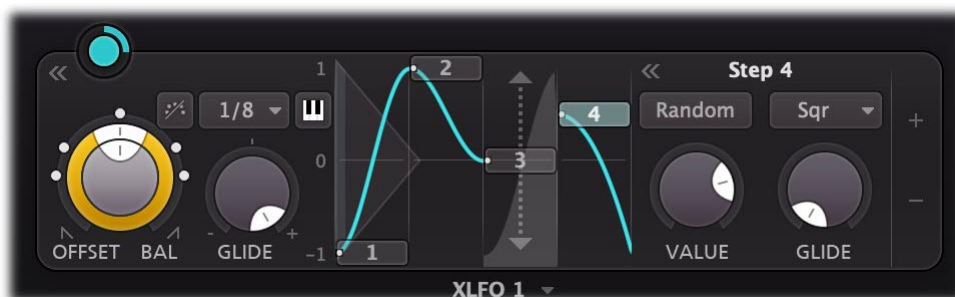 1 2 Step 4
1/8 4 Random Sqr
0 3
- +
OFFSET BAL GLIDE -1 1 VALUE GLIDE
+
-
XLFO 1